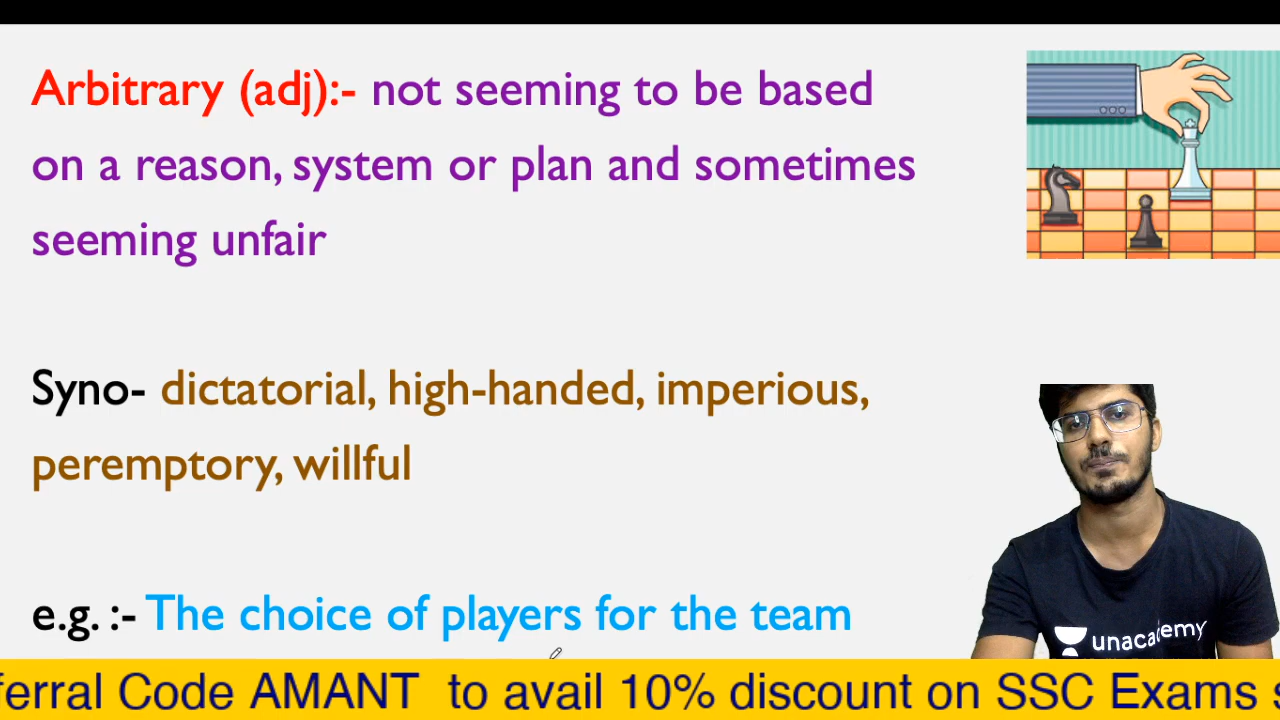 Arbitrary (adj):- not seeming to be based
on a reason, system or plan and sometimes
seeming unfair
Syno- dictatorial, high-handed, imperious,
peremptory, willful
e.g. :- The choice of players for the team
unacademy
ferral Code AMANT to avail 10% discount on SSC Exams s